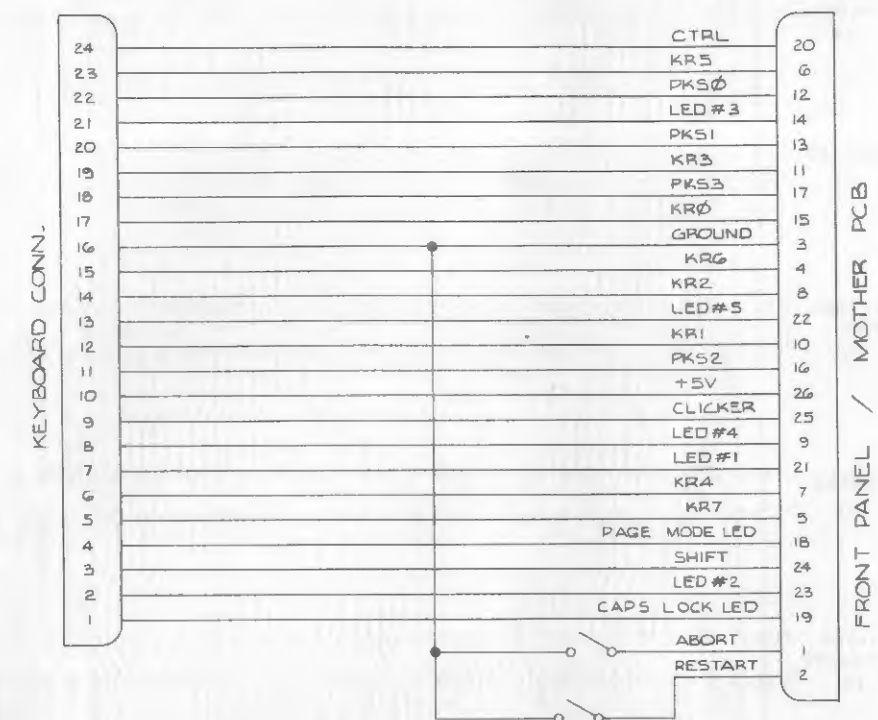 24 CTRL 20
23 KR5 6
22 PKSØ 12
21 LED #3 14
20 PKS1 13
19 KR3 11
18 PKS3 17
17 KRØ 15
16 GROUND 3
15 KR6 4
14 KR2 8
13 LED#5 22
12 KR1 10
11 PKS2 16
10 +5V 26
9 CLICKER 25
8 LED #4 9
7 LED #1 21
6 KR4 7
5 KR7 5
4 PAGE MODE LED 18
3 SHIFT 24
2 LED #2 23
1 CAPS LOCK LED 19
ABORT 1
RESTART 2
KEYBOARD CONN.
FRONT PANEL / MOTHER PCB